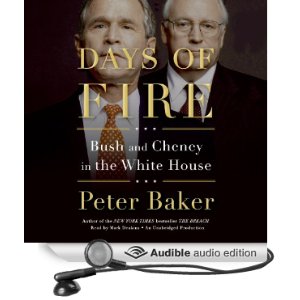 DAYS OF
FIRE
Bush and Cheney
in the White House
Peter Baker
Author of the NEW YORK TIMES bestseller THE BREACH
Read by Mark Deakins • Unabridged Production
Audible audio edition